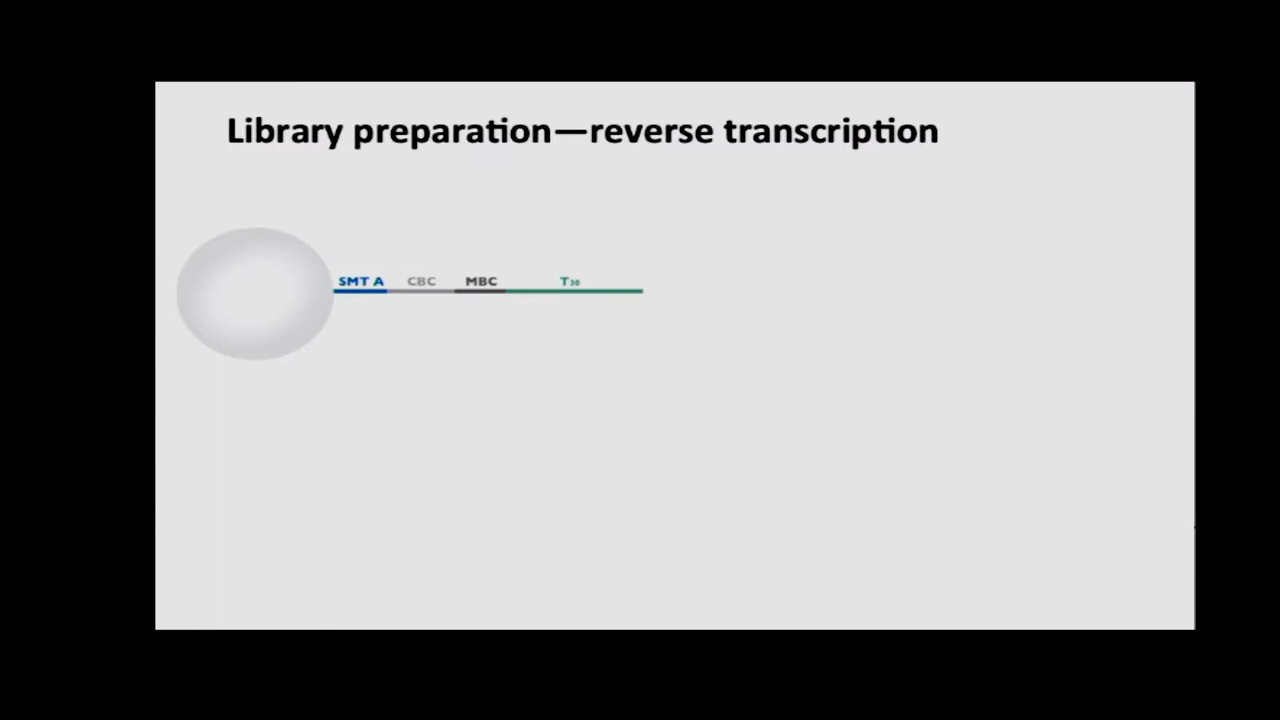 Library preparation—reverse transcription
SMT A CBC MBC T₃₀